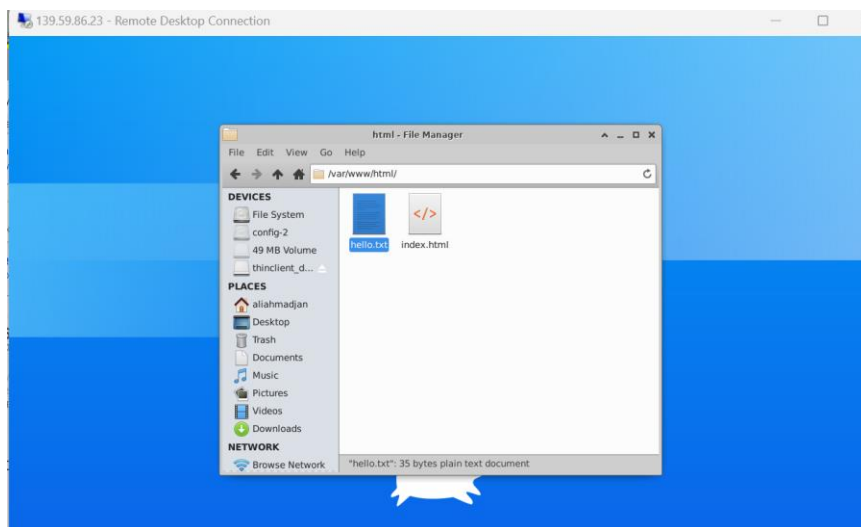 139.59.86.23 - Remote Desktop Connection
html - File Manager
File Edit View Go Help
/var/www/html/
DEVICES
File System
config-2
49 MB Volume
thinclient_d...
PLACES
aliahmadjan
Desktop
Trash
Documents
Music
Pictures
Videos
Downloads
NETWORK
Browse Network
hello.txt index.html
"hello.txt": 35 bytes plain text document